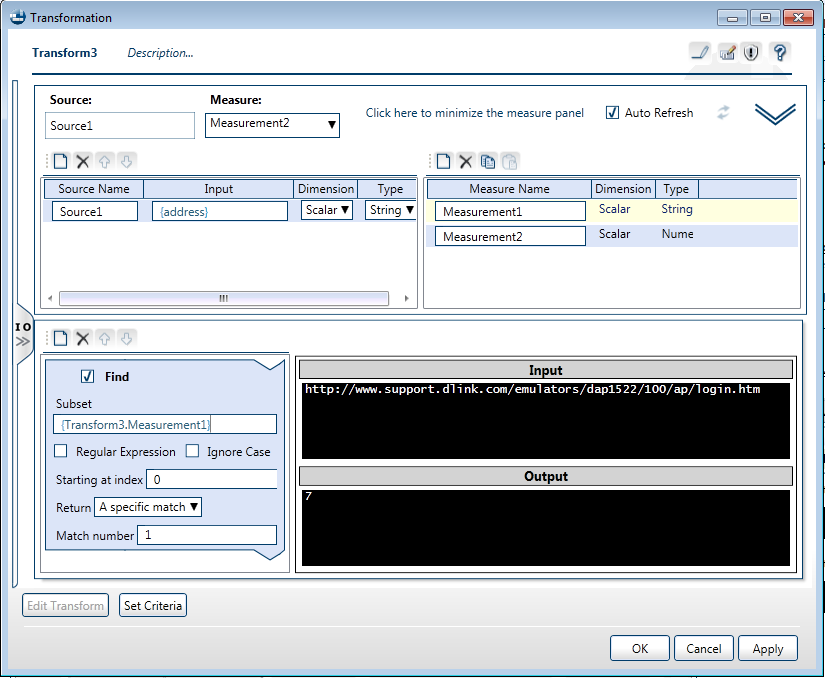 Transformation
Transform3 Description...
Source: Measure:
Source1 Measurement2 Click here to minimize the measure panel Auto Refresh
Source Name Input Dimension Type
Source1 {address} Scalar String
Measure Name Dimension Type
Measurement1 Scalar String
Measurement2 Scalar Nume
I O
Find
Subset
{Transform3.Measurement1}
Regular Expression Ignore Case
Starting at index 0
Return A specific match
Match number 1
Input
http://www.support.dlink.com/emulators/dap1522/100/ap/login.htm
Output
7
Edit Transform Set Criteria
OK Cancel Apply